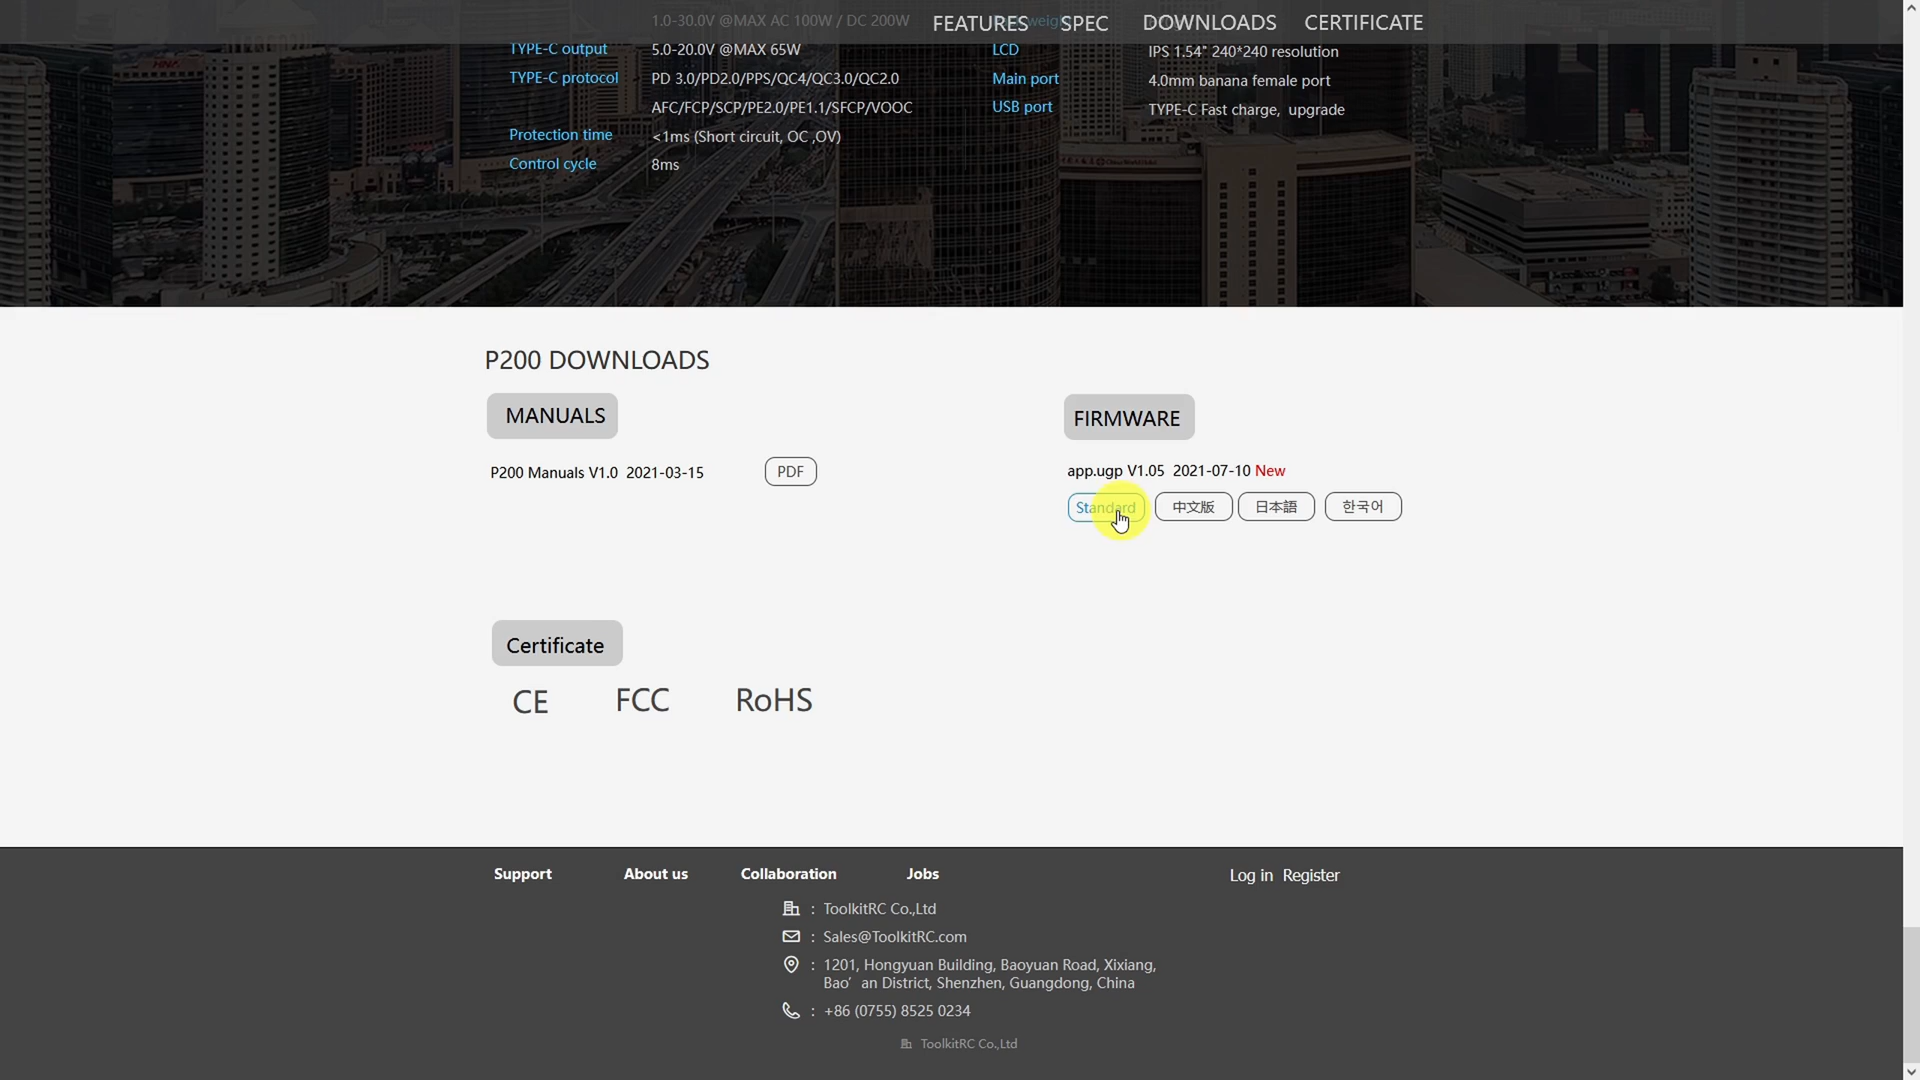 FEATURES SPEC DOWNLOADS CERTIFICATE
1.0-30.0V @MAX AC 100W / DC 200W
TYPE-C output 5.0-20.0V @MAX 65W
LCD IPS 1.54" 240*240 resolution
TYPE-C protocol PD 3.0/PD2.0/PPS/QC4/QC3.0/QC2.0
Main port 4.0mm banana female port
AFC/FCP/SCP/PE2.0/PE1.1/SFCP/VOOC
USB port TYPE-C Fast charge, upgrade
Protection time <1ms (Short circuit, OC ,OV)
Control cycle 8ms
P200 DOWNLOADS
MANUALS
P200 Manuals V1.0 2021-03-15 PDF
FIRMWARE
app.ugp V1.05 2021-07-10 New
Standard 中文版 日本語 한국어
Certificate
CE FCC RoHS
Support About us Collaboration Jobs Log in Register
: ToolkitRC Co.,Ltd
: Sales@ToolkitRC.com
: 1201, Hongyuan Building, Baoyuan Road, Xixiang,
Bao’ an District, Shenzhen, Guangdong, China
: +86 (0755) 8525 0234
ToolkitRC Co.,Ltd